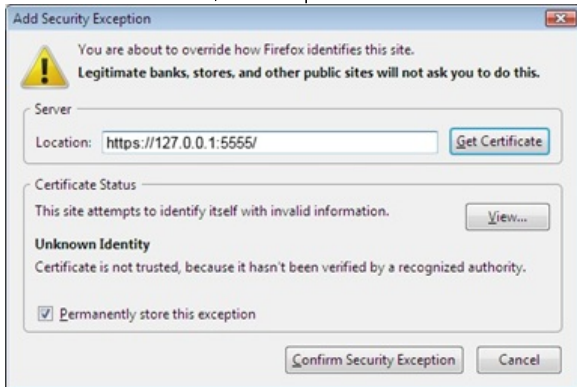 Add Security Exception
You are about to override how Firefox identifies this site.
Legitimate banks, stores, and other public sites will not ask you to do this.
Server
Location: https://127.0.0.1:5555/ Get Certificate
Certificate Status
This site attempts to identify itself with invalid information. View...
Unknown Identity
Certificate is not trusted, because it hasn't been verified by a recognized authority.
Permanently store this exception
Confirm Security Exception Cancel